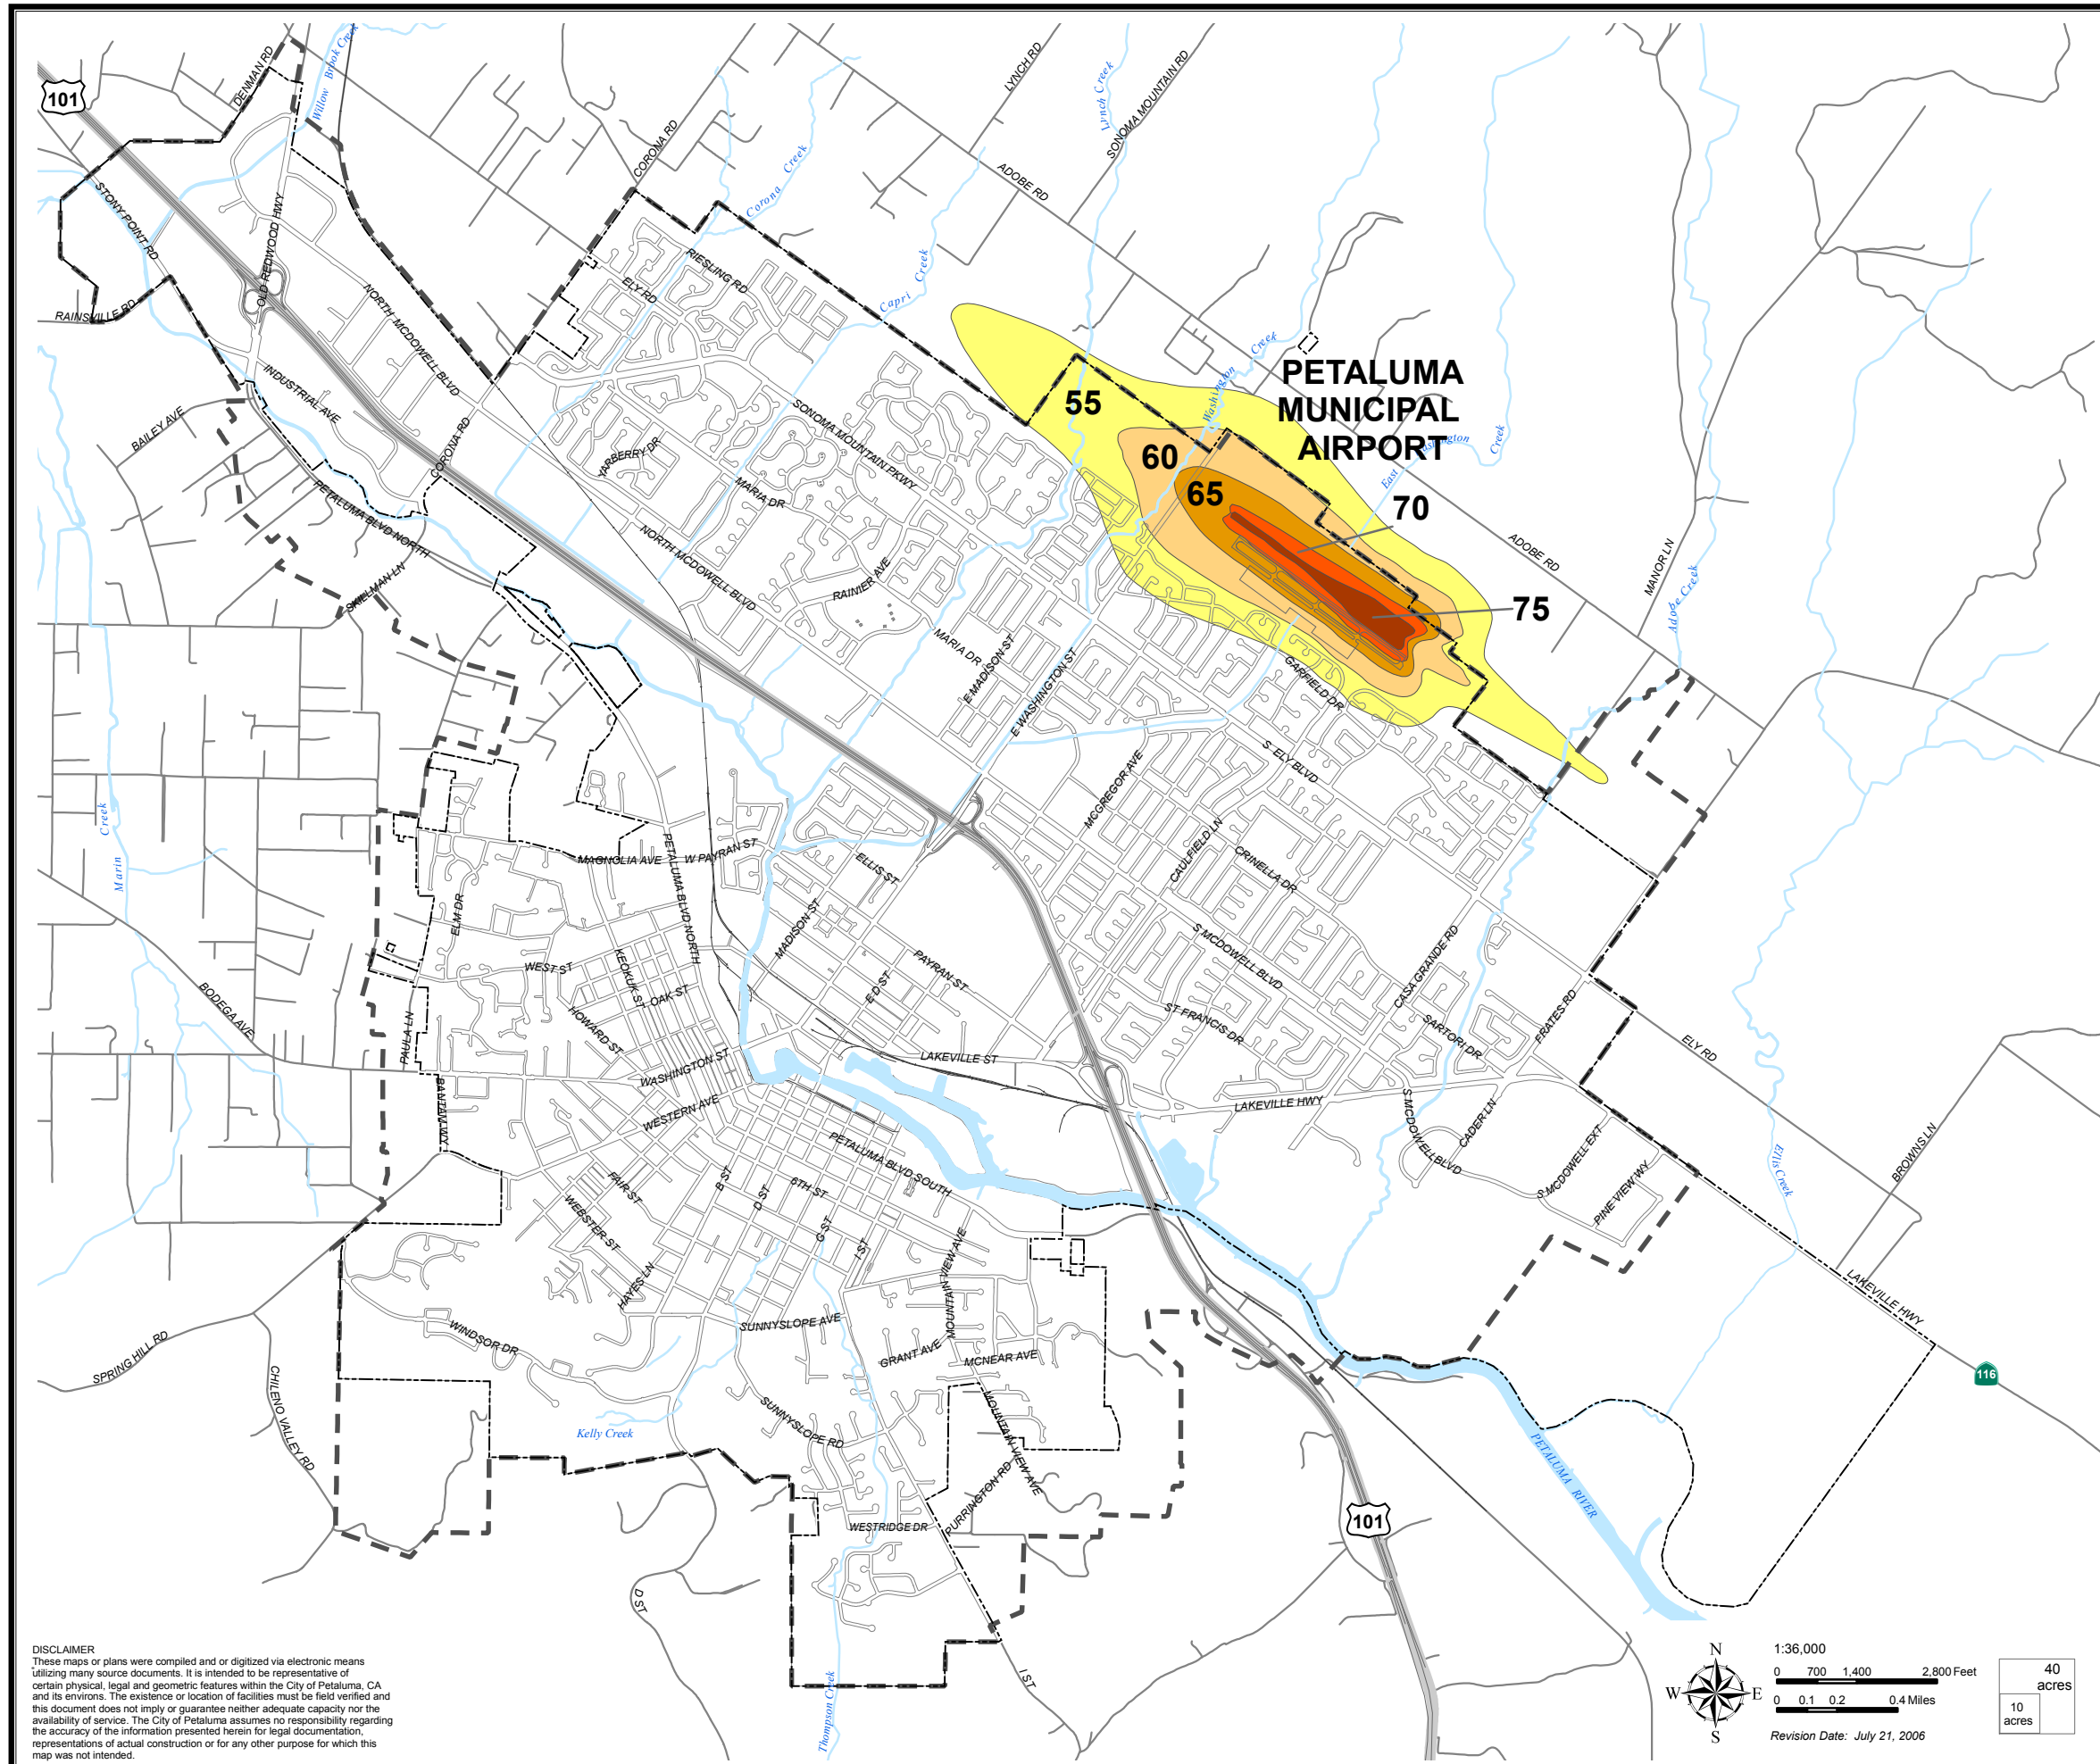 101
DENMAN RD
Willow Brook Creek
STONY POINT RD
OLD REDWOOD HWY
RAINSVILLE RD
NORTH MCDOWELL BLVD
INDUSTRIAL AVE
BAILEY AVE
CORONA RD
PETALUMA BLVD NORTH
SKILLMAN LN
CORONA RD
Corona Creek
LYNCH RD
Lynch Creek
SONOMA MOUNTAIN RD
ADOBE RD
RIESLING RD
ELY RD
Capri Creek
YARBERRY DR
SONOMA MOUNTAIN PKWY
MARIA DR
NORTH MCDOWELL BLVD
RAINIER AVE
MARIA DR
E MADISON ST
E WASHINGTON ST
Washington Creek
PETALUMA
MUNICIPAL
AIRPORT
East Washington Creek
55
60
65
70
75
ADOBE RD
MANOR LN
Adobe Creek
GARFIELD DR
S ELY BLVD
MCGREGOR AVE
CAULFIELD LN
CRINELLA DR
S MCDOWELL BLVD
CASA GRANDE RD
SARTORI DR
FRATES RD
ST FRANCIS DR
ELY RD
LAKEVILLE HWY
S MCDOWELL BLVD
CADER LN
S MCDOWELL EXT
PINE VIEW WY
Ellis Creek
BROWNS LN
LAKEVILLE HWY
116
Marin Creek
MAGNOLIA AVE
W PAYRAN ST
PETALUMA BLVD NORTH
ELLIS ST
MADISON ST
PAYRAN ST
E D ST
LAKEVILLE ST
ELM DR
WEST ST
KEOKUK ST
OAK ST
HOWARD ST
BODEGA AVE
PAULA LN
BANTAM WY
WASHINGTON ST
WESTERN AVE
PETALUMA BLVD SOUTH
FAIR ST
WEBSTER ST
B ST
D ST
6TH ST
G ST
I ST
HAYES LN
MOUNTAIN VIEW AVE
SUNNYSLOPE AVE
GRANT AVE
MCNEAR AVE
WINDSOR DR
SPRING HILL RD
CHILENO VALLEY RD
Kelly Creek
SUNNYSLOPE RD
MOUNTAIN VIEW AVE
PURRINGTON RD
WESTRIDGE DR
D ST
I ST
Thompson Creek
101
PETALUMA RIVER
DISCLAIMER
These maps or plans were compiled and or digitized via electronic means
utilizing many source documents. It is intended to be representative of
certain physical, legal and geometric features within the City of Petaluma, CA
and its environs. The existence or location of facilities must be field verified and
this document does not imply or guarantee neither adequate capacity nor the
availability of service. The City of Petaluma assumes no responsibility regarding
the accuracy of the information presented herein for legal documentation,
representations of actual construction or for any other purpose for which this
map was not intended.
N
W E
S
1:36,000
0 700 1,400 2,800 Feet
0 0.1 0.2 0.4 Miles
Revision Date: July 21, 2006
40
acres
10
acres